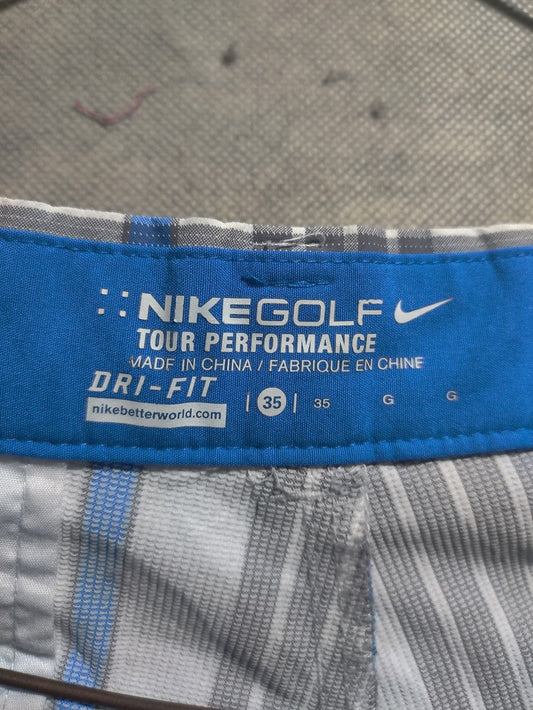 NIKEGOLF
TOUR PERFORMANCE
MADE IN CHINA / FABRIQUE EN CHINE
DRI-FIT
nikebetterworld.com | 35 | 35 G G